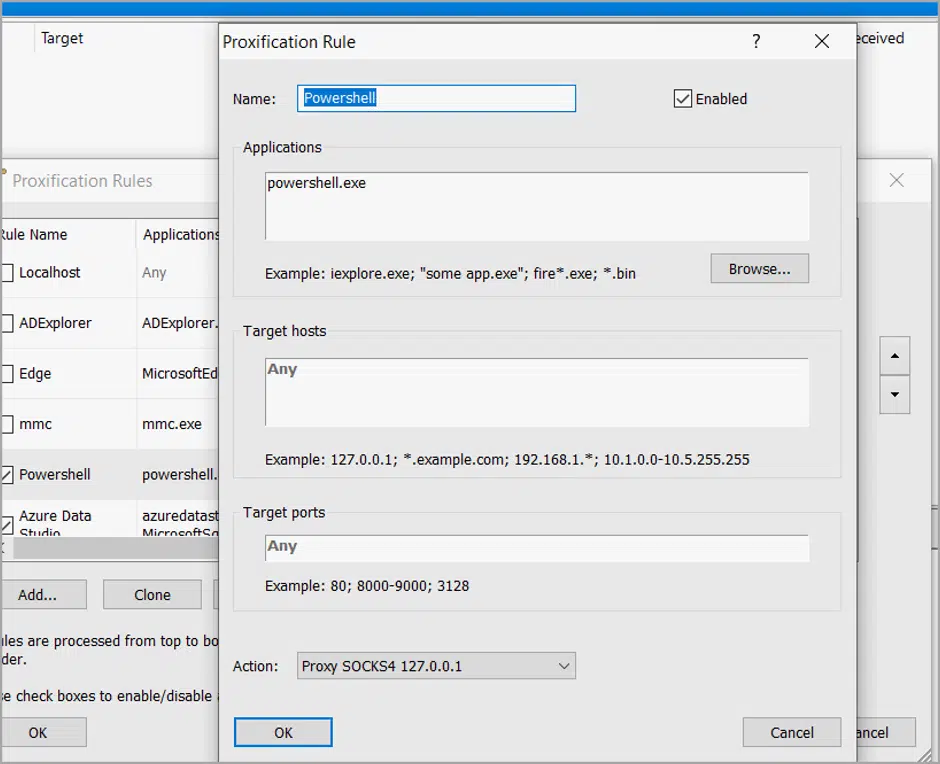 Target
eceived
Proxification Rule
?
Name:
Powershell
Enabled
Applications
powershell.exe
Example: iexplore.exe; "some app.exe"; fire*.exe; *.bin
Browse...
Target hosts
Any
Example: 127.0.0.1; *.example.com; 192.168.1.*; 10.1.0.0-10.5.255.255
Target ports
Any
Example: 80; 8000-9000; 3128
Action:
Proxy SOCKS4 127.0.0.1
OK
Cancel
Proxification Rules
Rule Name
Applications
Localhost
Any
ADExplorer
ADExplorer.
Edge
MicrosoftEd
mmc
mmc.exe
Powershell
powershell.
Azure Data
Studio
azuredatast
MicrosoftSq
Add...
Clone
ules are processed from top to bo
der.
se check boxes to enable/disable a
OK
ancel